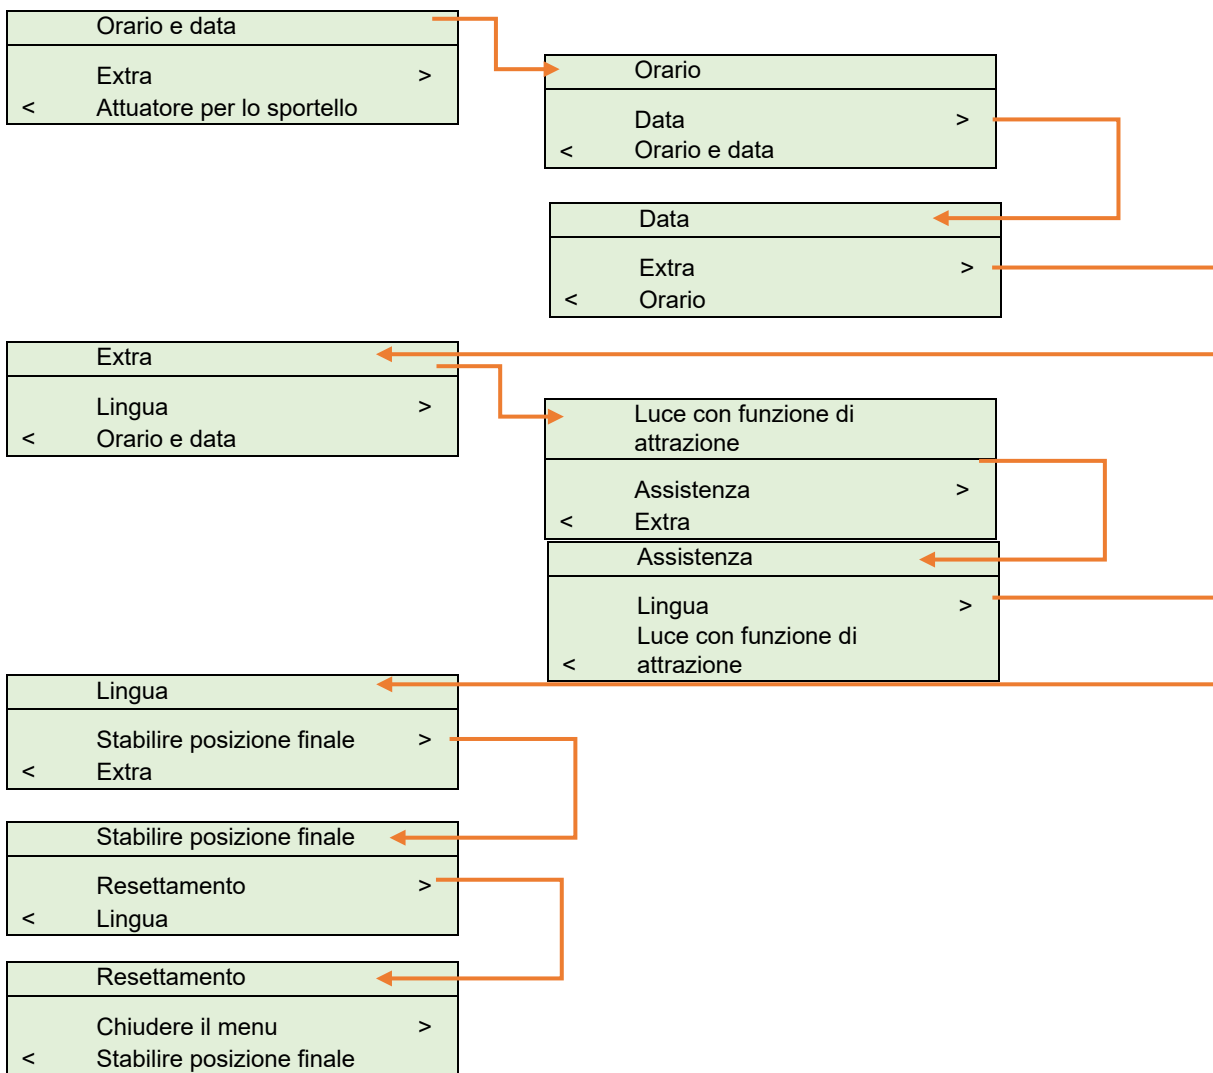 Orario e data
Extra >
< Attuatore per lo sportello
Orario
Data >
< Orario e data
Data
Extra >
< Orario
Extra
Lingua >
< Orario e data
Luce con funzione di
attrazione
Assistenza >
< Extra
Assistenza
Lingua >
Luce con funzione di
< attrazione
Lingua
Stabilire posizione finale >
< Extra
Stabilire posizione finale
Resettamento >
< Lingua
Resettamento
Chiudere il menu >
< Stabilire posizione finale